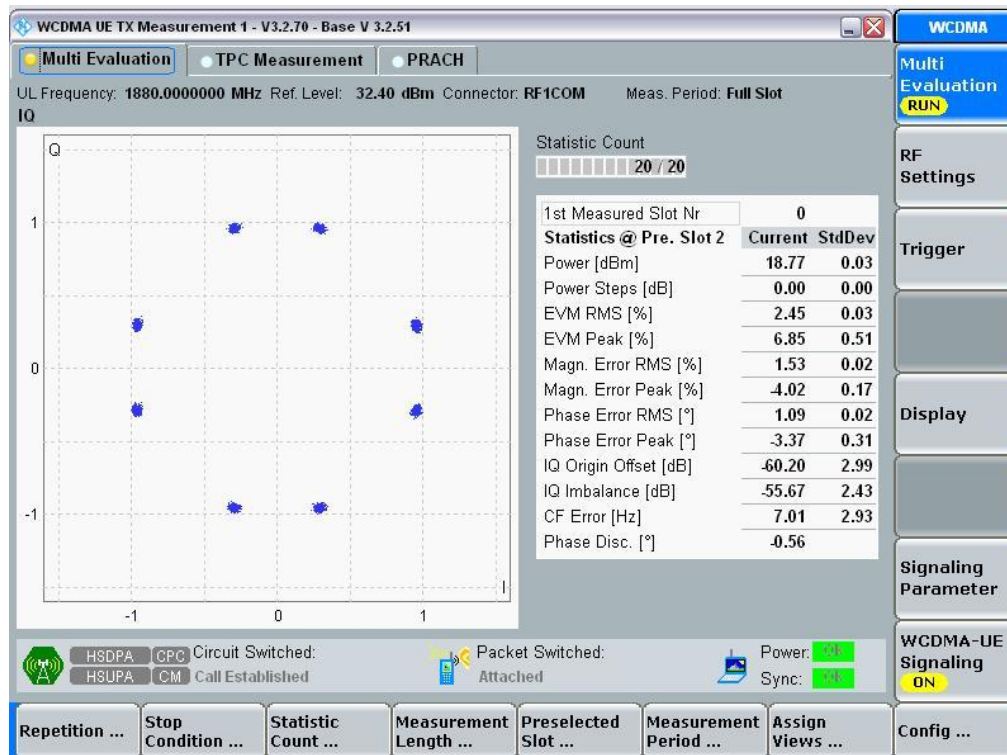 WCDMA UE TX Measurement 1 - V3.2.70 - Base V 3.2.51
WCDMA
Multi Evaluation
TPC Measurement
PRACH
Multi
Evaluation
RUN
UL Frequency: 1880.0000000 MHz Ref. Level: 32.40 dBm Connector: RF1COM Meas. Period: Full Slot
IQ
Q
1
0
-1
-1 0 1
I
Statistic Count
20 / 20
1st Measured Slot Nr 0
Statistics @ Pre. Slot 2 Current StdDev
Power [dBm] 18.77 0.03
Power Steps [dB] 0.00 0.00
EVM RMS [%] 2.45 0.03
EVM Peak [%] 6.85 0.51
Magn. Error RMS [%] 1.53 0.02
Magn. Error Peak [%] -4.02 0.17
Phase Error RMS [°] 1.09 0.02
Phase Error Peak [°] -3.37 0.31
IQ Origin Offset [dB] -60.20 2.99
IQ Imbalance [dB] -55.67 2.43
CF Error [Hz] 7.01 2.93
Phase Disc. [°] -0.56
RF
Settings
Trigger
Display
Signaling
Parameter
WCDMA-UE
Signaling
ON
HSDPA CPC Circuit Switched:
HSUPA CM Call Established
Packet Switched:
Attached
Power: OK
Sync: OK
Repetition ...
Stop
Condition ...
Statistic
Count ...
Measurement
Length ...
Preselected
Slot ...
Measurement
Period ...
Assign
Views ...
Config ...